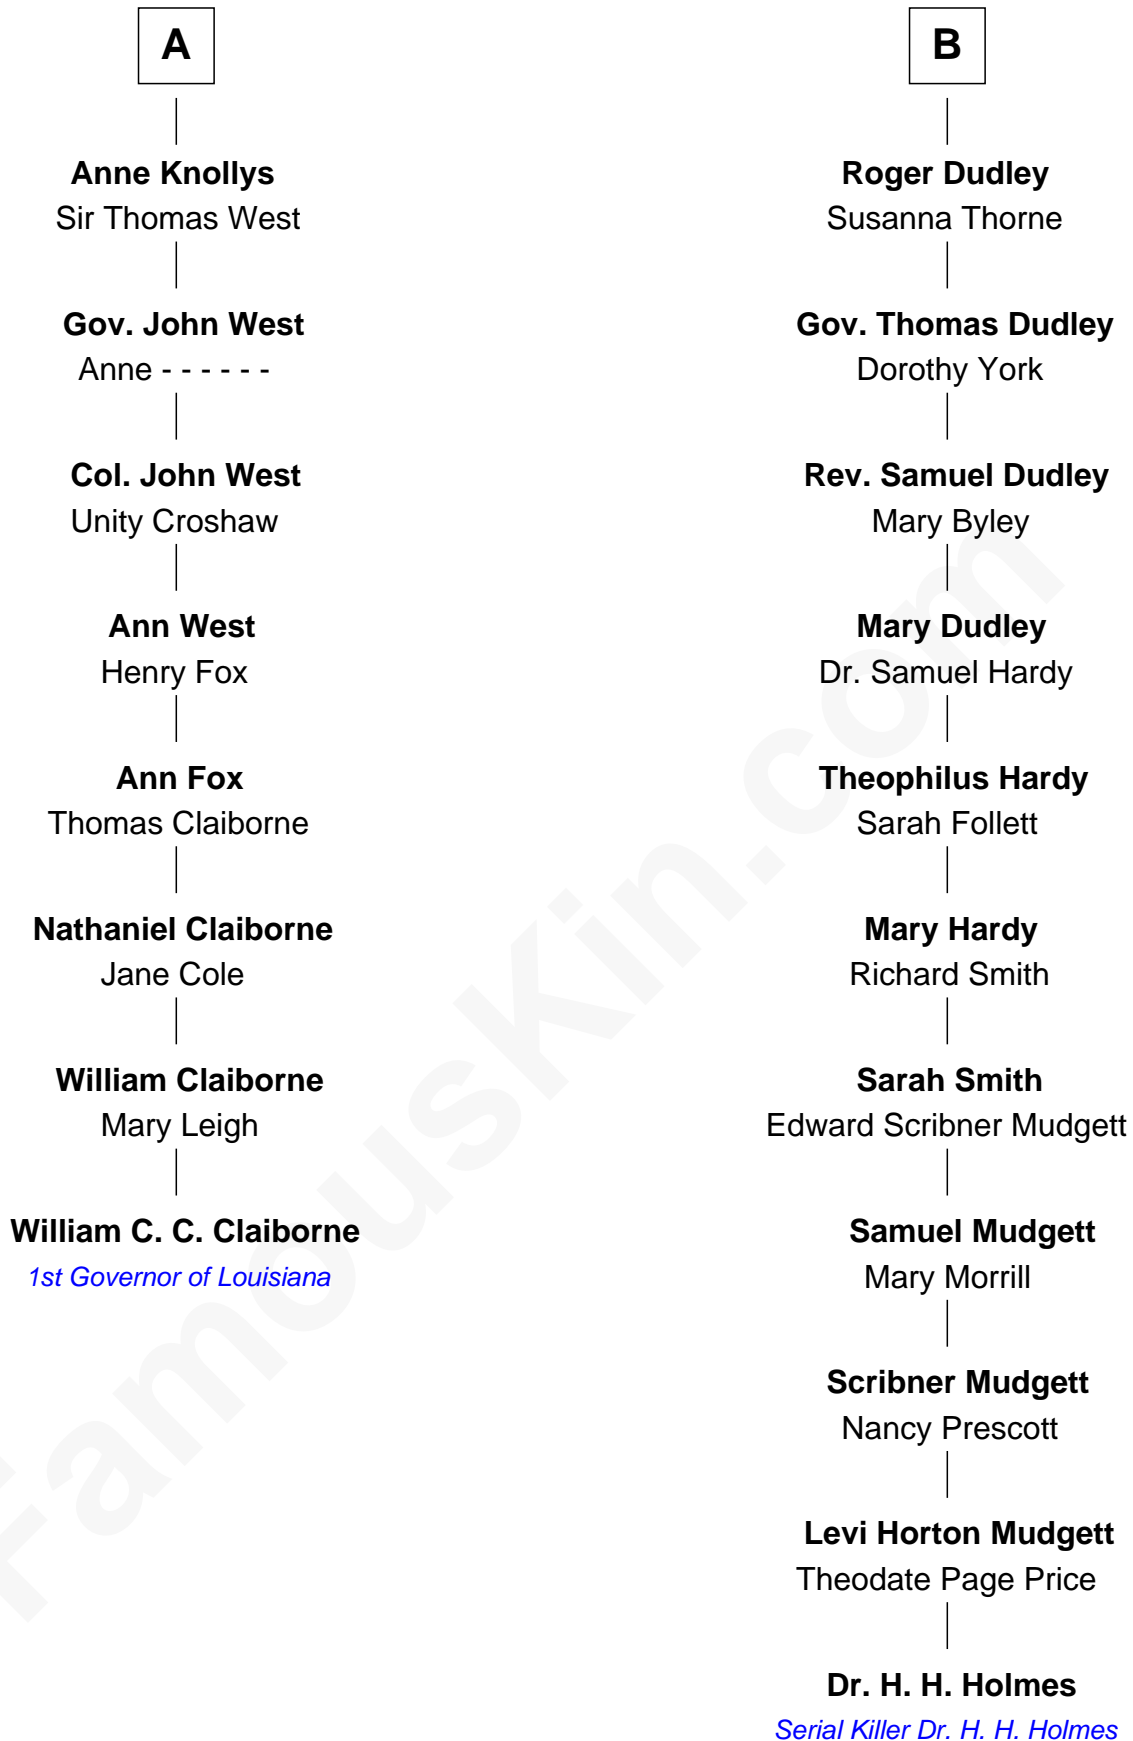 A
Anne Knollys
Sir Thomas West
Gov. John West
Anne - - - - - -
Col. John West
Unity Croshaw
Ann West
Henry Fox
Ann Fox
Thomas Claiborne
Nathaniel Claiborne
Jane Cole
William Claiborne
Mary Leigh
William C. C. Claiborne
1st Governor of Louisiana
B
Roger Dudley
Susanna Thorne
Gov. Thomas Dudley
Dorothy York
Rev. Samuel Dudley
Mary Byley
Mary Dudley
Dr. Samuel Hardy
Theophilus Hardy
Sarah Follett
Mary Hardy
Richard Smith
Sarah Smith
Edward Scribner Mudgett
Samuel Mudgett
Mary Morrill
Scribner Mudgett
Nancy Prescott
Levi Horton Mudgett
Theodate Page Price
Dr. H. H. Holmes
Serial Killer Dr. H. H. Holmes
FamousKin.com